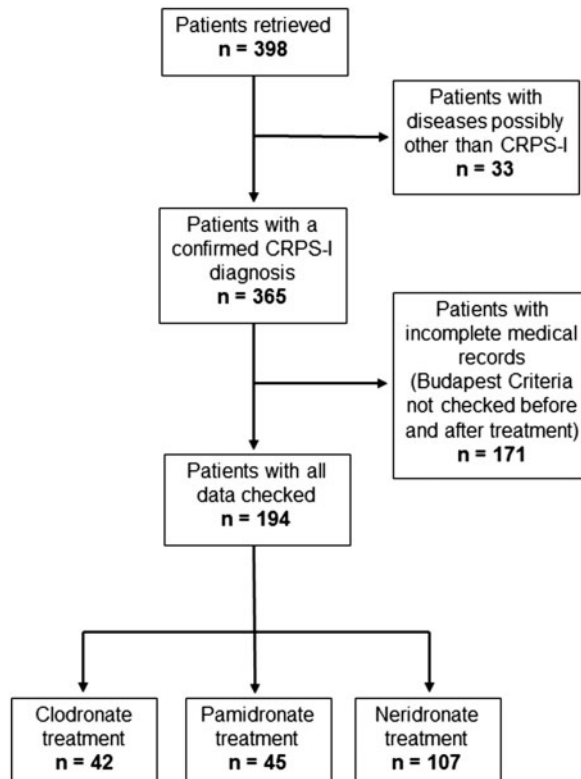 Patients retrieved
n = 398
Patients with
diseases possibly
other than CRPS-I
n = 33
Patients with a
confirmed CRPS-I
diagnosis
n = 365
Patients with
incomplete medical
records
(Budapest Criteria
not checked before
and after treatment)
n = 171
Patients with all
data checked
n = 194
Clodronate
treatment
n = 42
Pamidronate
treatment
n = 45
Neridronate
treatment
n = 107